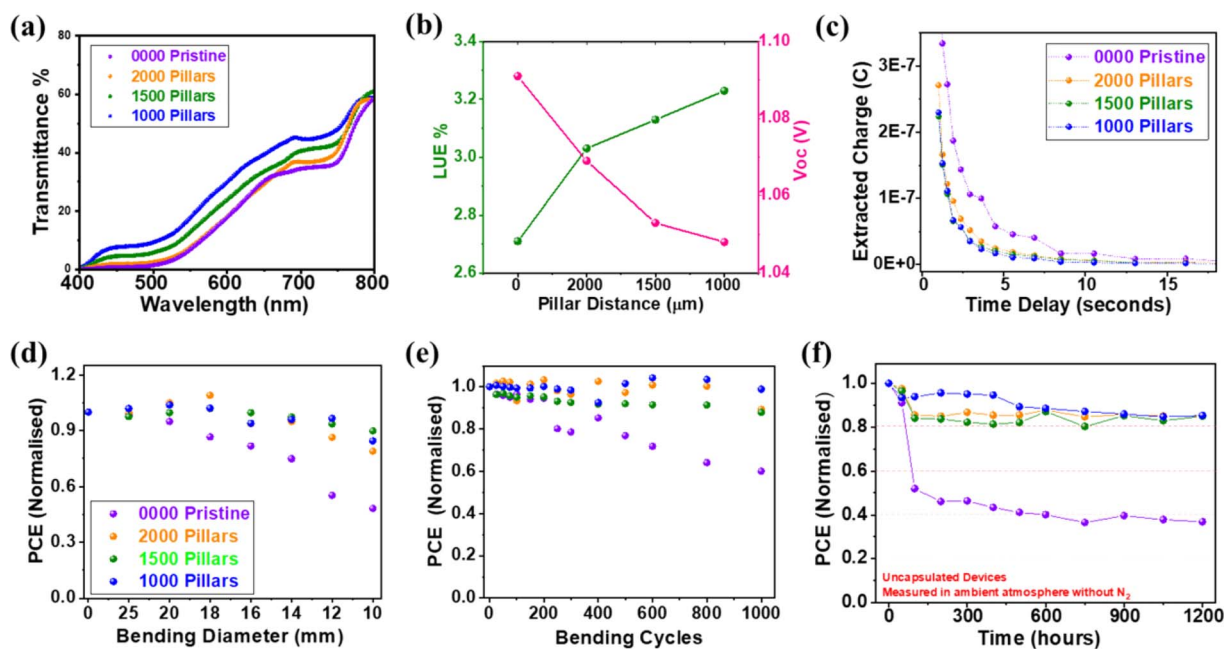 (a)
80
60
40
20
0
Transmittance %
0000 Pristine
2000 Pillars
1500 Pillars
1000 Pillars
400 500 600 700 800
Wavelength (nm)
(b)
3.4
3.2
3.0
2.8
2.6
LUE %
1.10
1.08
1.06
1.04
Voc (V)
0 2000 1500 1000
Pillar Distance (μm)
(c)
3E-7
2E-7
1E-7
0E+0
Extracted Charge (C)
0000 Pristine
2000 Pillars
1500 Pillars
1000 Pillars
0 5 10 15
Time Delay (seconds)
(d)
1.2
0.9
0.6
0.3
0.0
PCE (Normalised)
0000 Pristine
2000 Pillars
1500 Pillars
1000 Pillars
0 25 20 18 16 14 12 10
Bending Diameter (mm)
(e)
1.0
0.8
0.6
0.4
0.2
0.0
PCE (Normalised)
0 200 400 600 800 1000
Bending Cycles
(f)
1.0
0.8
0.6
0.4
0.2
0.0
PCE (Normalised)
Uncapsulated Devices
Measured in ambient atmosphere without N₂
0 300 600 900 1200
Time (hours)